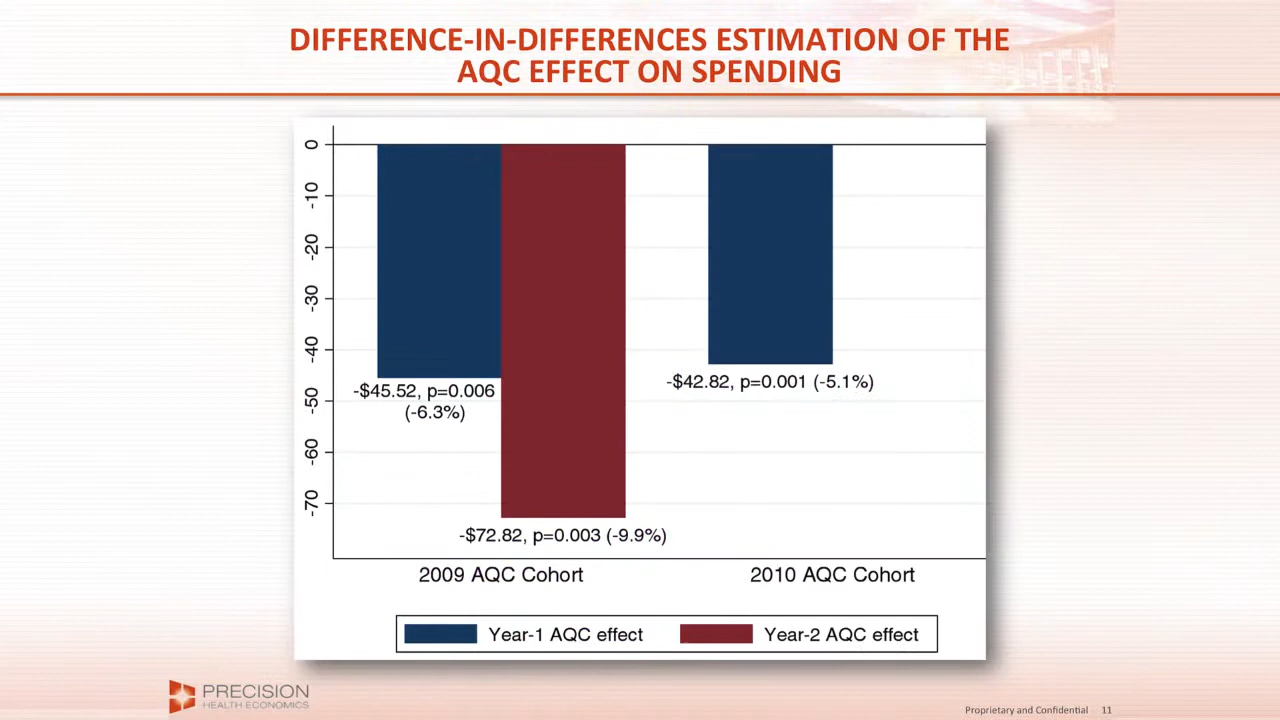 DIFFERENCE-IN-DIFFERENCES ESTIMATION OF THE
AQC EFFECT ON SPENDING
0
-10
-20
-30
-40
-50
-60
-70
-$45.52, p=0.006
(-6.3%)
-$72.82, p=0.003 (-9.9%)
-$42.82, p=0.001 (-5.1%)
2009 AQC Cohort
2010 AQC Cohort
Year-1 AQC effect
Year-2 AQC effect
PRECISION
HEALTH ECONOMICS
Proprietary and Confidential 11